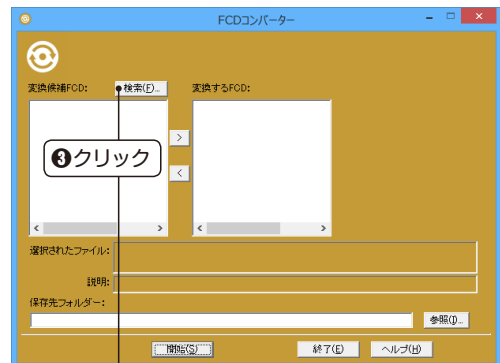 FCDコンバーター
変換候補FCD: 検索(F)... 変換するFCD:
>
❸クリック
<
選択されたファイル:
説明:
保存先フォルダー:
参照(I)...
開始(S) 終了(E) ヘルプ(H)